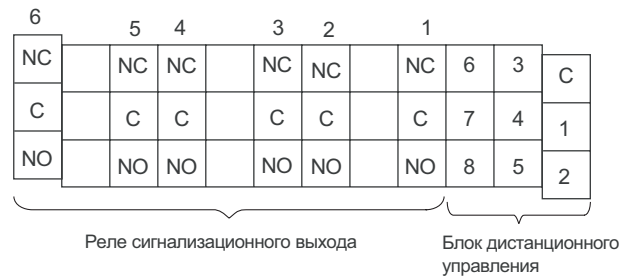 6 5 4 3 2 1
NC NC NC NC NC NC 6 3 C
C C C C C C 7 4 1
NO NO NO NO NO NO 8 5 2
Реле сигнализационного выхода
Блок дистанционного
управления